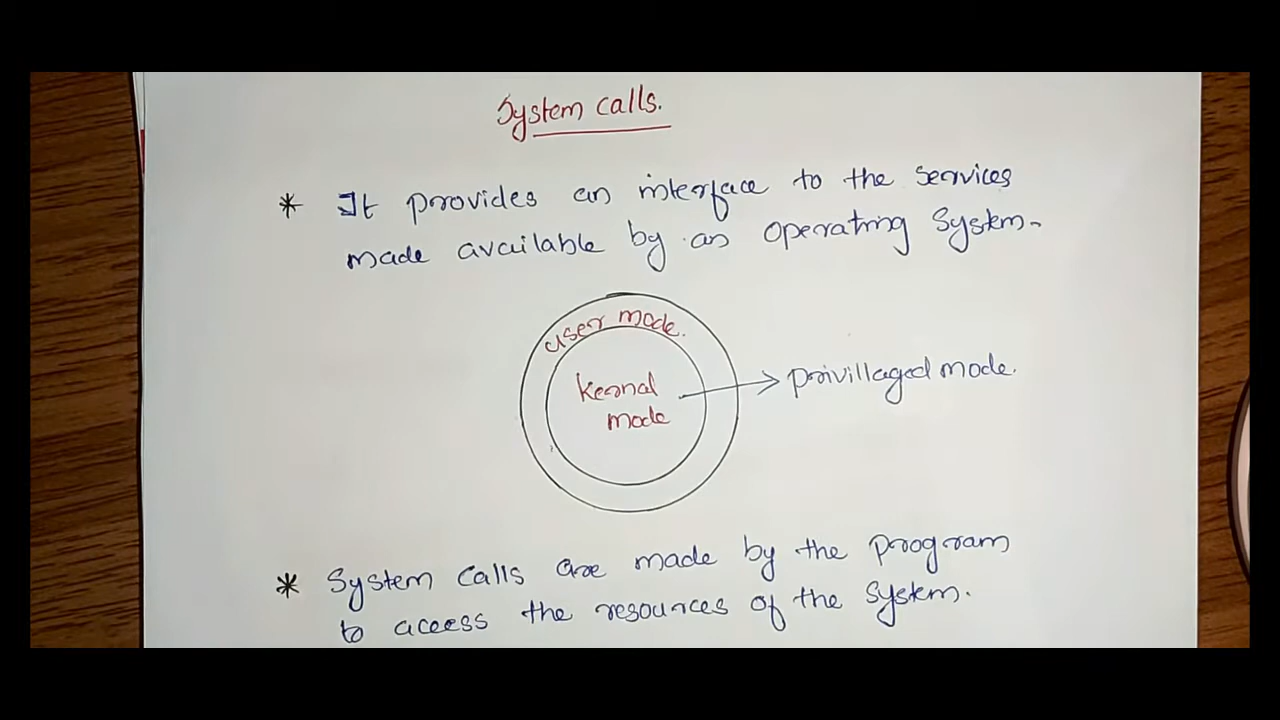 System calls.
* It provides an interface to the services
made available by an operating system.
user mode.
kernal
mode
privillaged mode.
* System calls are made by the program
to access the resources of the system.